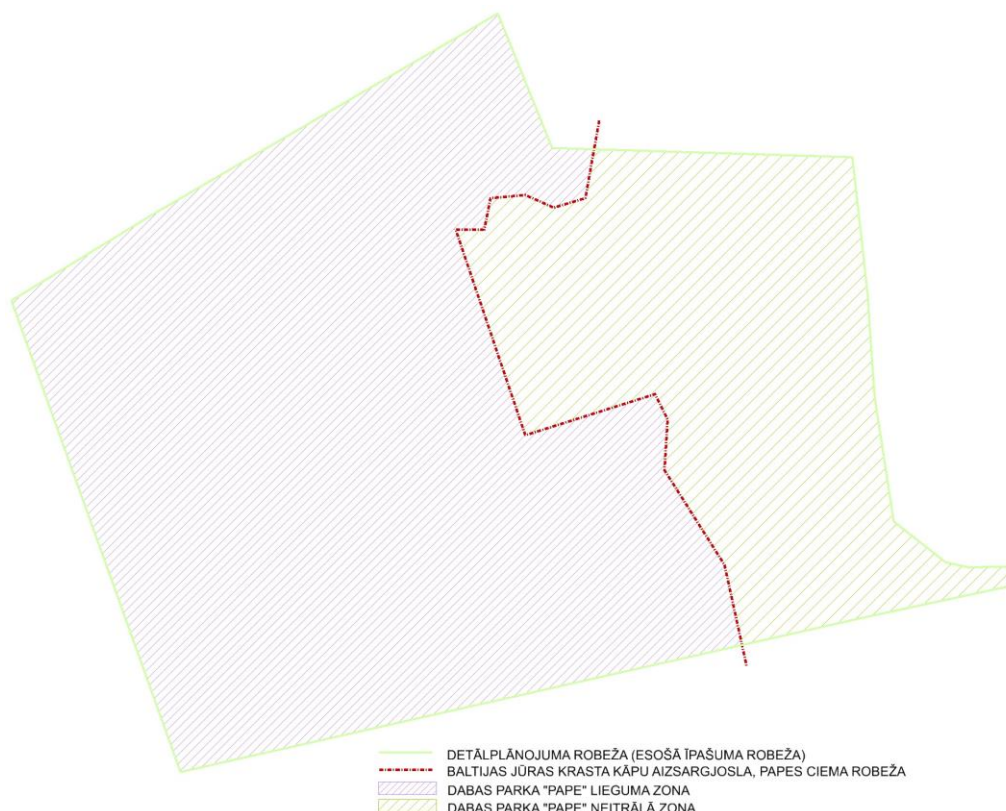 DETĀLPLĀNOJUMA ROBEŽA (ESOŠĀ ĪPAŠUMA ROBEŽA)
BALTIJAS JŪRAS KRASTA KĀPU AIZSARGJOSLA, PAPES CIEMA ROBEŽA
DABAS PARKA "PAPE" LIEGUMA ZONA
DABAS PARKA "PAPE" NEITRĀLĀ ZONA